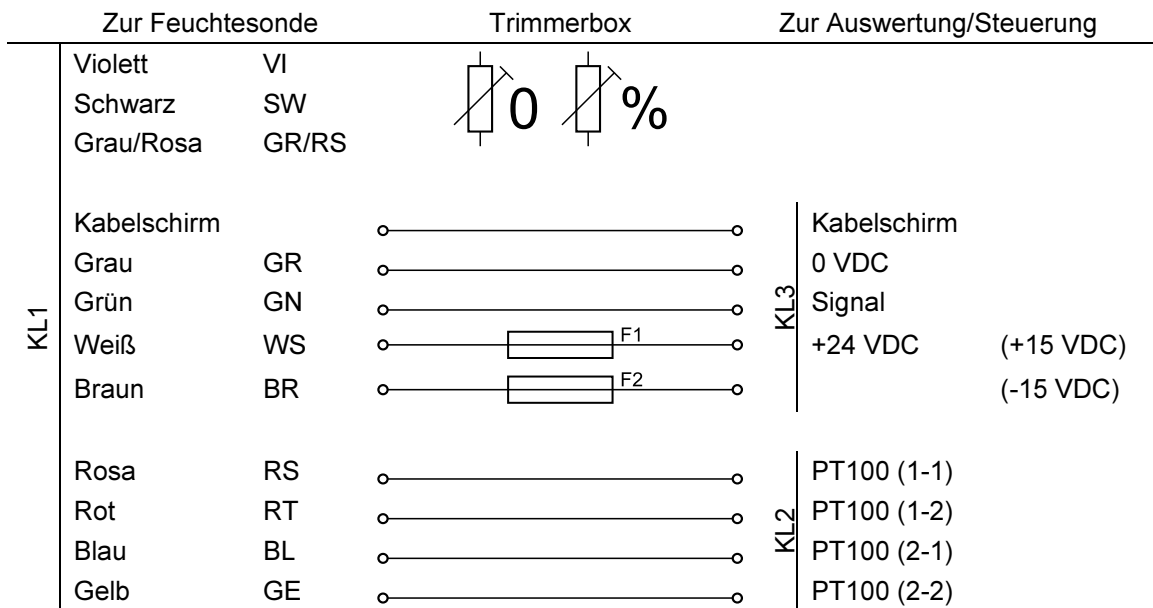 Zur Feuchtesonde Trimmerbox Zur Auswertung/Steuerung
Violett VI
Schwarz SW
0 %
Grau/Rosa GR/RS
Kabelschirm Kabelschirm
Grau GR 0 VDC
Grün GN Signal
KL1
KL3
Weiß WS F1 +24 VDC (+15 VDC)
Braun BR F2 (-15 VDC)
Rosa RS PT100 (1-1)
Rot RT PT100 (1-2)
KL2
Blau BL PT100 (2-1)
Gelb GE PT100 (2-2)